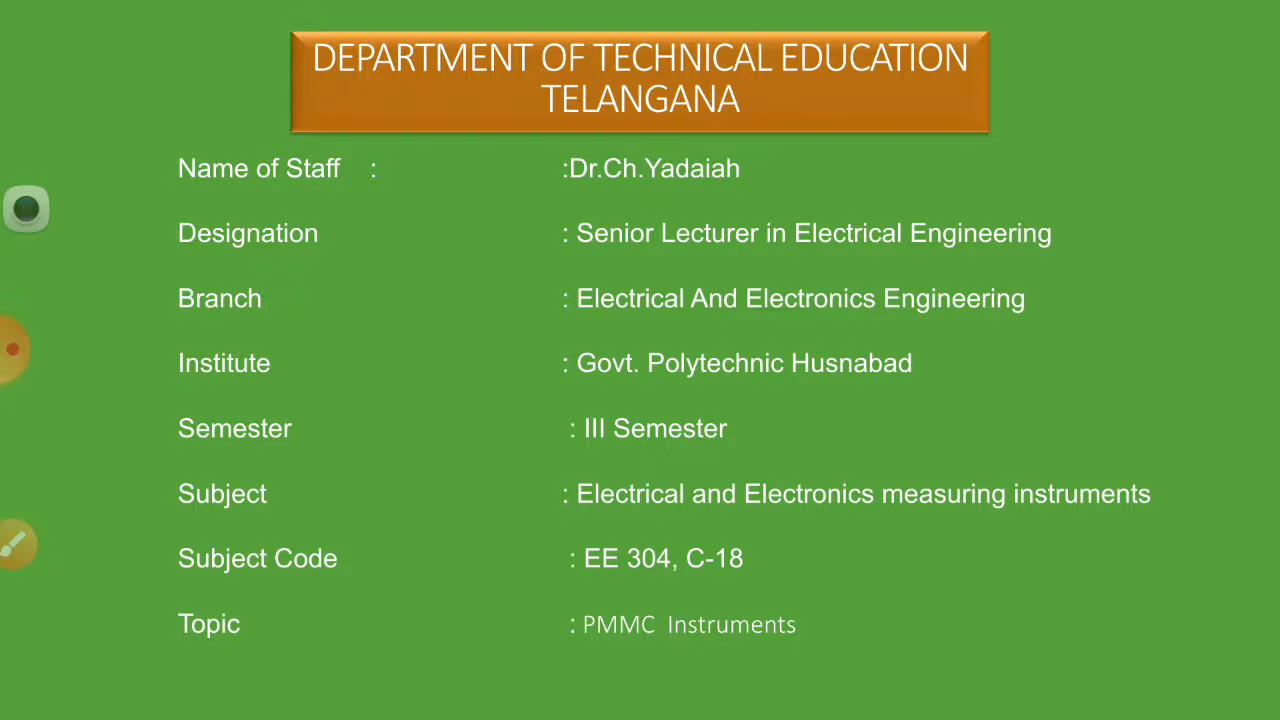 DEPARTMENT OF TECHNICAL EDUCATION
TELANGANA
Name of Staff : :Dr.Ch.Yadaiah
Designation : Senior Lecturer in Electrical Engineering
Branch : Electrical And Electronics Engineering
Institute : Govt. Polytechnic Husnabad
Semester : III Semester
Subject : Electrical and Electronics measuring instruments
Subject Code : EE 304, C-18
Topic : PMMC Instruments